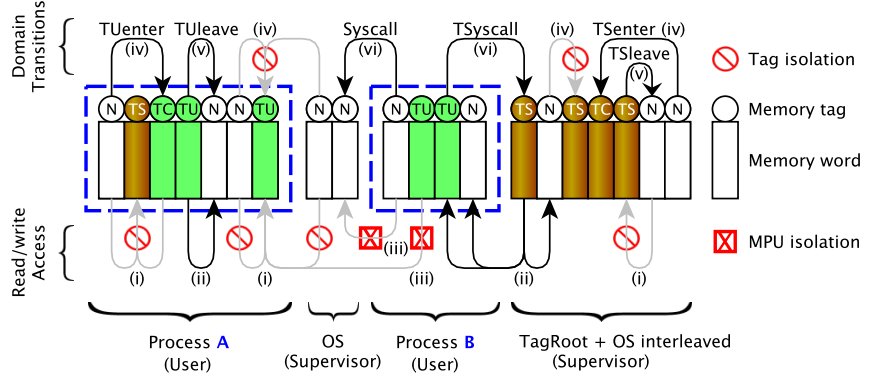 Domain
Transitions
TUenter
TUleave
(iv)
Syscall
TSyscall
(iv)
TSenter (iv)
(iv)
(v)
(vi)
(vi)
TSleave
(v)
Tag isolation
N TS TC TU N N TU
N N
N TU TU N
TS N TS TC TS N N
Memory tag
Memory word
Read/write
Access
(i)
(ii)
(i)
(iii)
(iii)
(ii)
(i)
MPU isolation
Process A
(User)
OS
(Supervisor)
Process B
(User)
TagRoot + OS interleaved
(Supervisor)